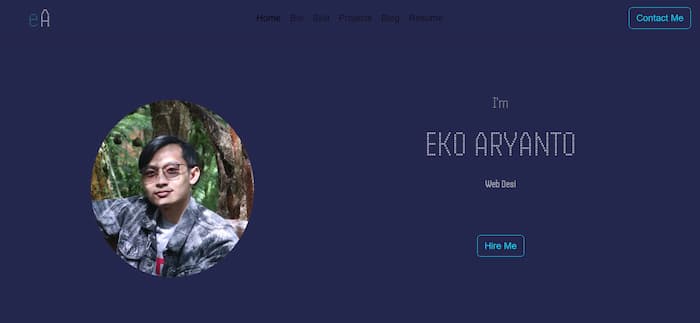 eA
Home Bio Skill Projects Blog Resume
Contact Me
I'm
EKO ARYANTO
Web Desi
Hire Me